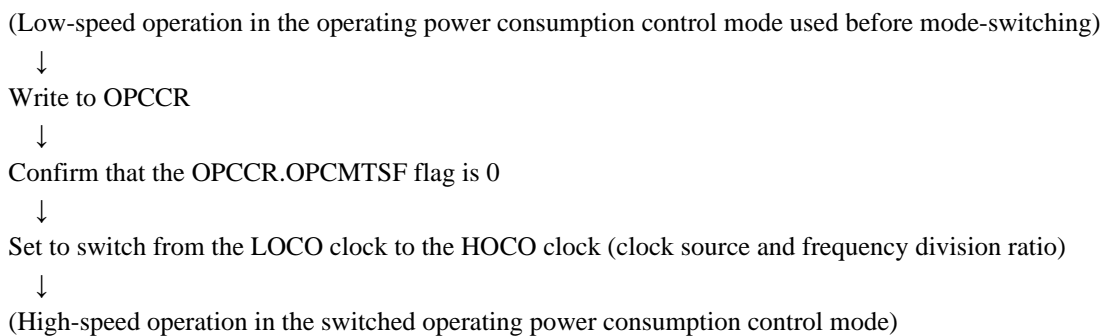 (Low-speed operation in the operating power consumption control mode used before mode-switching)
↓
Write to OPCCR
↓
Confirm that the OPCCR.OPCMTSF flag is 0
↓
Set to switch from the LOCO clock to the HOCO clock (clock source and frequency division ratio)
↓
(High-speed operation in the switched operating power consumption control mode)